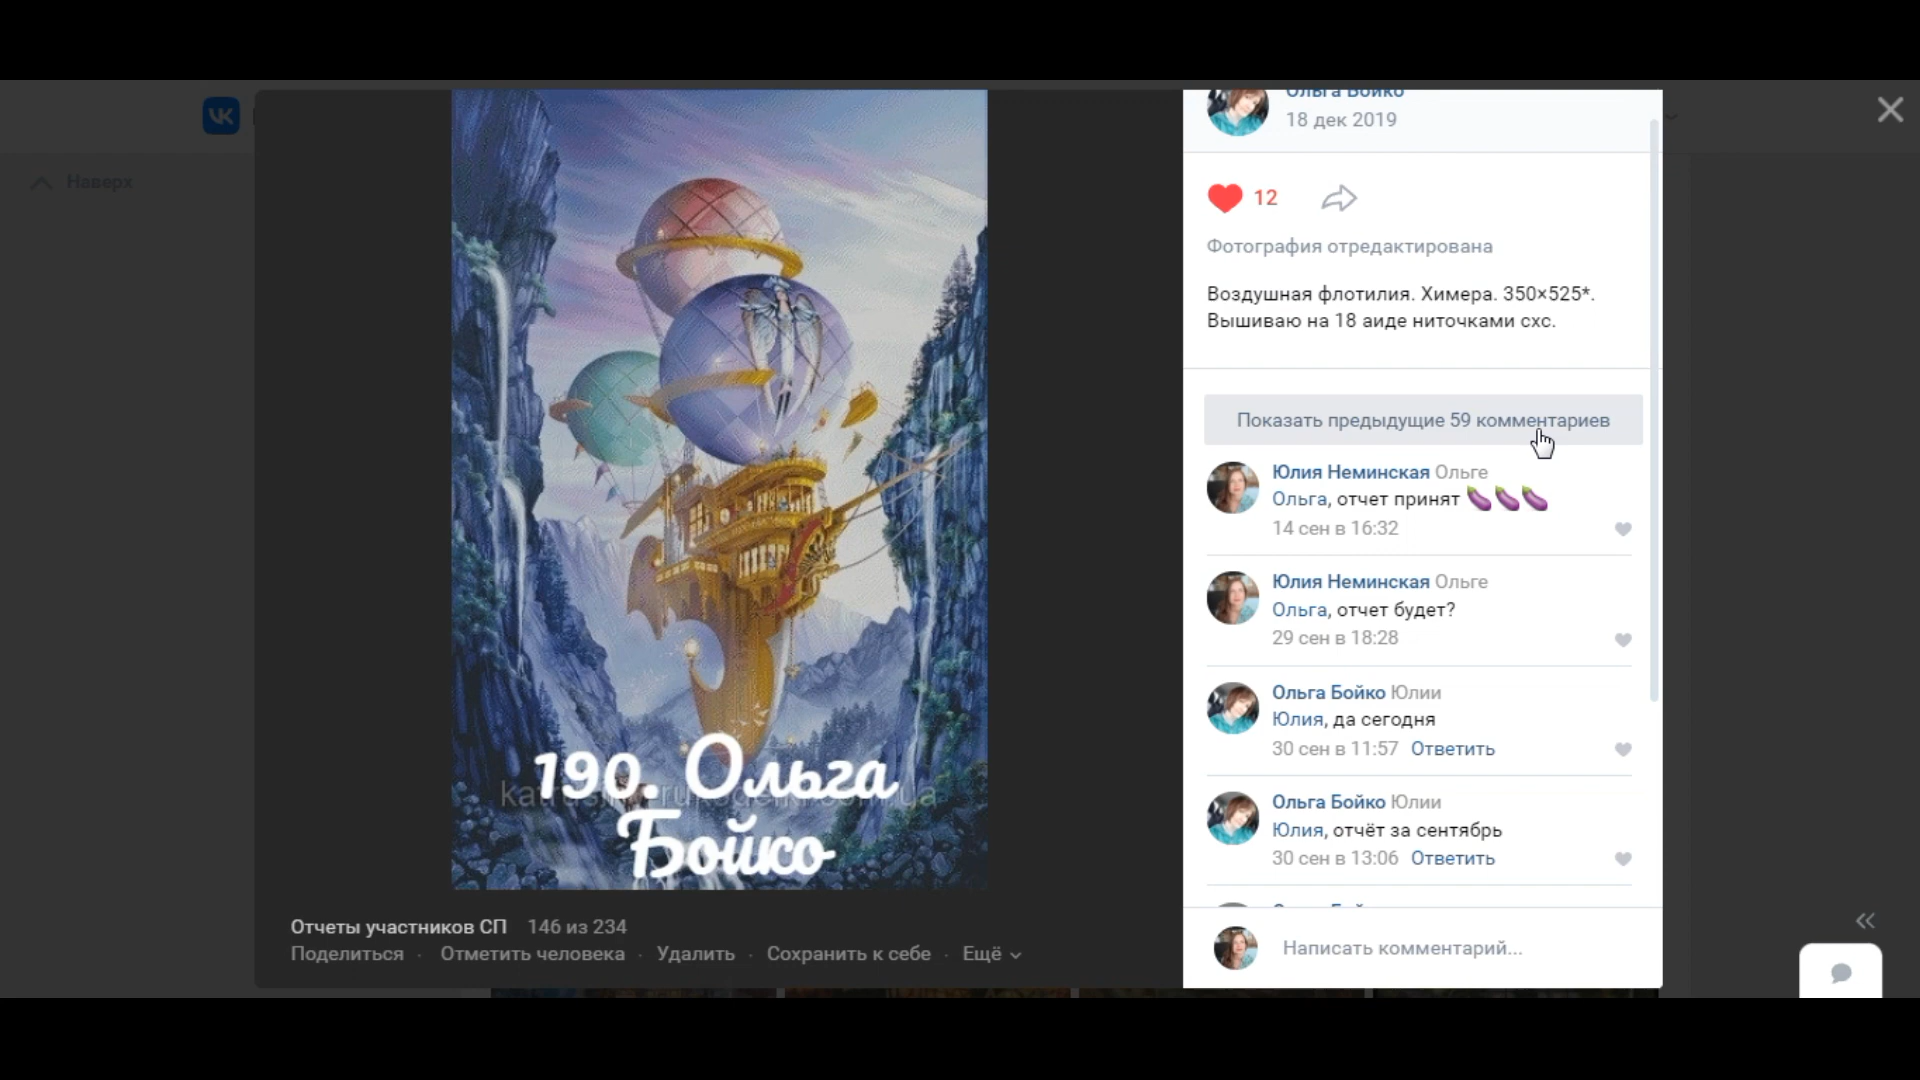 Наверх
190. Ольга
Бойко
Отчеты участников СП 146 из 234
Поделиться · Отметить человека · Удалить · Сохранить к себе · Ещё
Ольга Бойко
18 дек 2019
12
Фотография отредактирована
Воздушная флотилия. Химера. 350×525*.
Вышиваю на 18 аиде ниточками схс.
Показать предыдущие 59 комментариев
Юлия Неминская Ольге
Ольга, отчет принят 🍆🍆🍆
14 сен в 16:32
Юлия Неминская Ольге
Ольга, отчет будет?
29 сен в 18:28
Ольга Бойко Юлии
Юлия, да сегодня
30 сен в 11:57 Ответить
Ольга Бойко Юлии
Юлия, отчёт за сентябрь
30 сен в 13:06 Ответить
Написать комментарий...